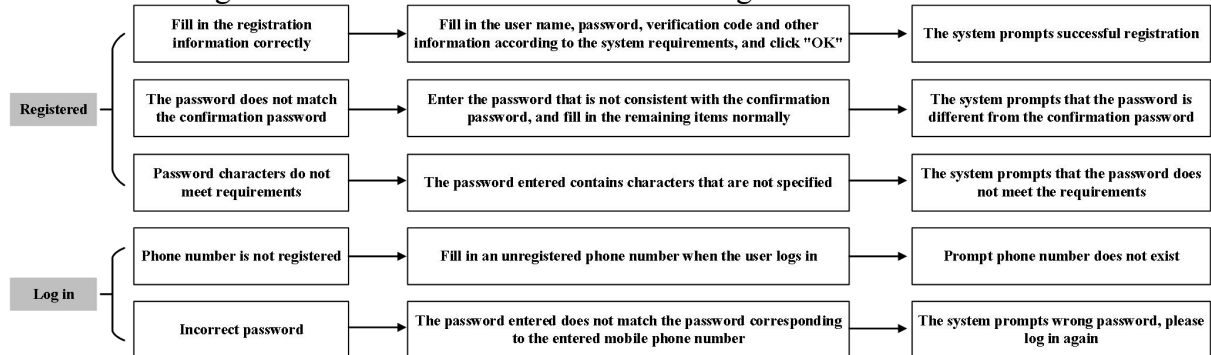 Fill in the registration
information correctly
Fill in the user name, password, verification code and other
information according to the system requirements, and click "OK"
The system prompts successful registration
Registered
The password does not match
the confirmation password
Enter the password that is not consistent with the confirmation
password, and fill in the remaining items normally
The system prompts that the password is
different from the confirmation password
Password characters do not
meet requirements
The password entered contains characters that are not specified
The system prompts that the password does
not meet the requirements
Log in
Phone number is not registered
Fill in an unregistered phone number when the user logs in
Prompt phone number does not exist
Incorrect password
The password entered does not match the password corresponding
to the entered mobile phone number
The system prompts wrong password, please
log in again